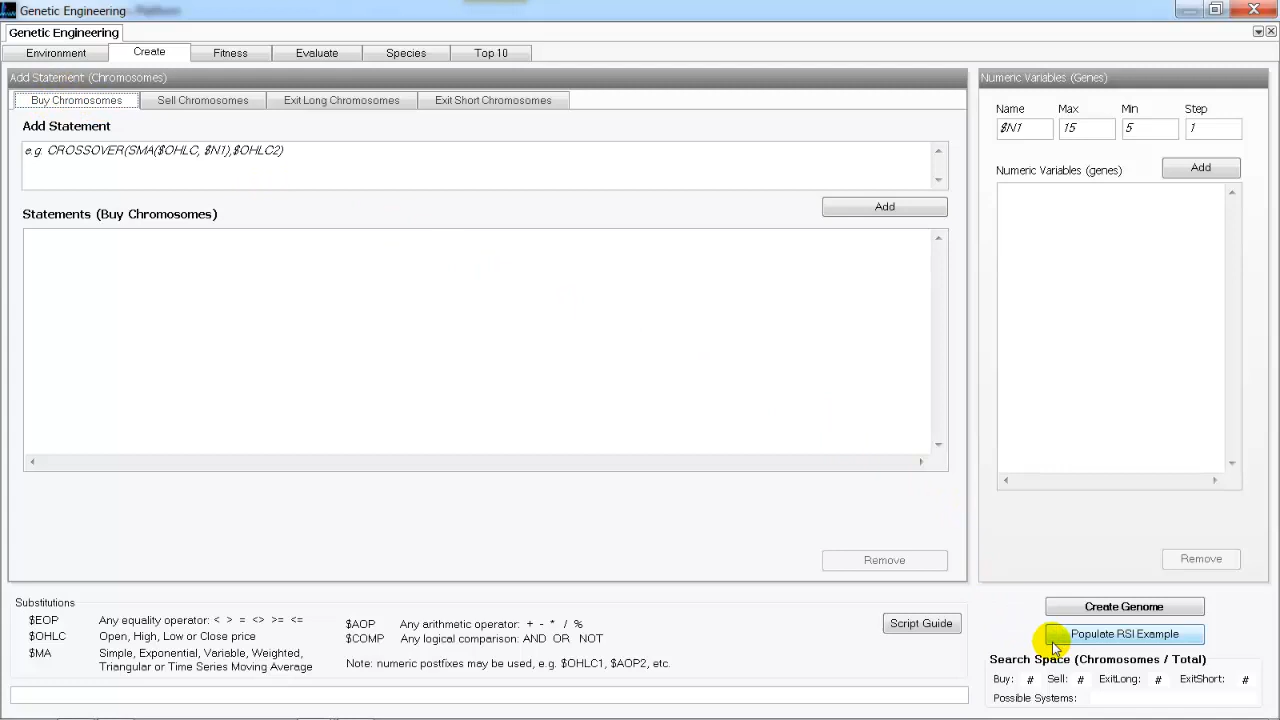 Genetic Engineering -
Genetic Engineering
Environment
Create
Fitness
Evaluate
Species
Top 10
Add Statement (Chromosomes)
Buy Chromosomes
Sell Chromosomes
Exit Long Chromosomes
Exit Short Chromosomes
Add Statement
e.g. CROSSOVER(SMA($OHLC, $N1),$OHLC2)
Add
Statements (Buy Chromosomes)
Remove
Numeric Variables (Genes)
Name
Max
Min
Step
$N1
15
5
1
Numeric Variables (genes)
Add
Remove
Substitutions
$EOP Any equality operator: < > = <> >= <=
$OHLC Open, High, Low or Close price
$MA Simple, Exponential, Variable, Weighted,
Triangular or Time Series Moving Average
$AOP Any arithmetic operator: + - * / %
$COMP Any logical comparison: AND OR NOT
Note: numeric postfixes may be used, e.g. $OHLC1, $AOP2, etc.
Script Guide
Create Genome
Populate RSI Example
Search Space (Chromosomes / Total)
Buy: # Sell: # ExitLong: # ExitShort: #
Possible Systems: